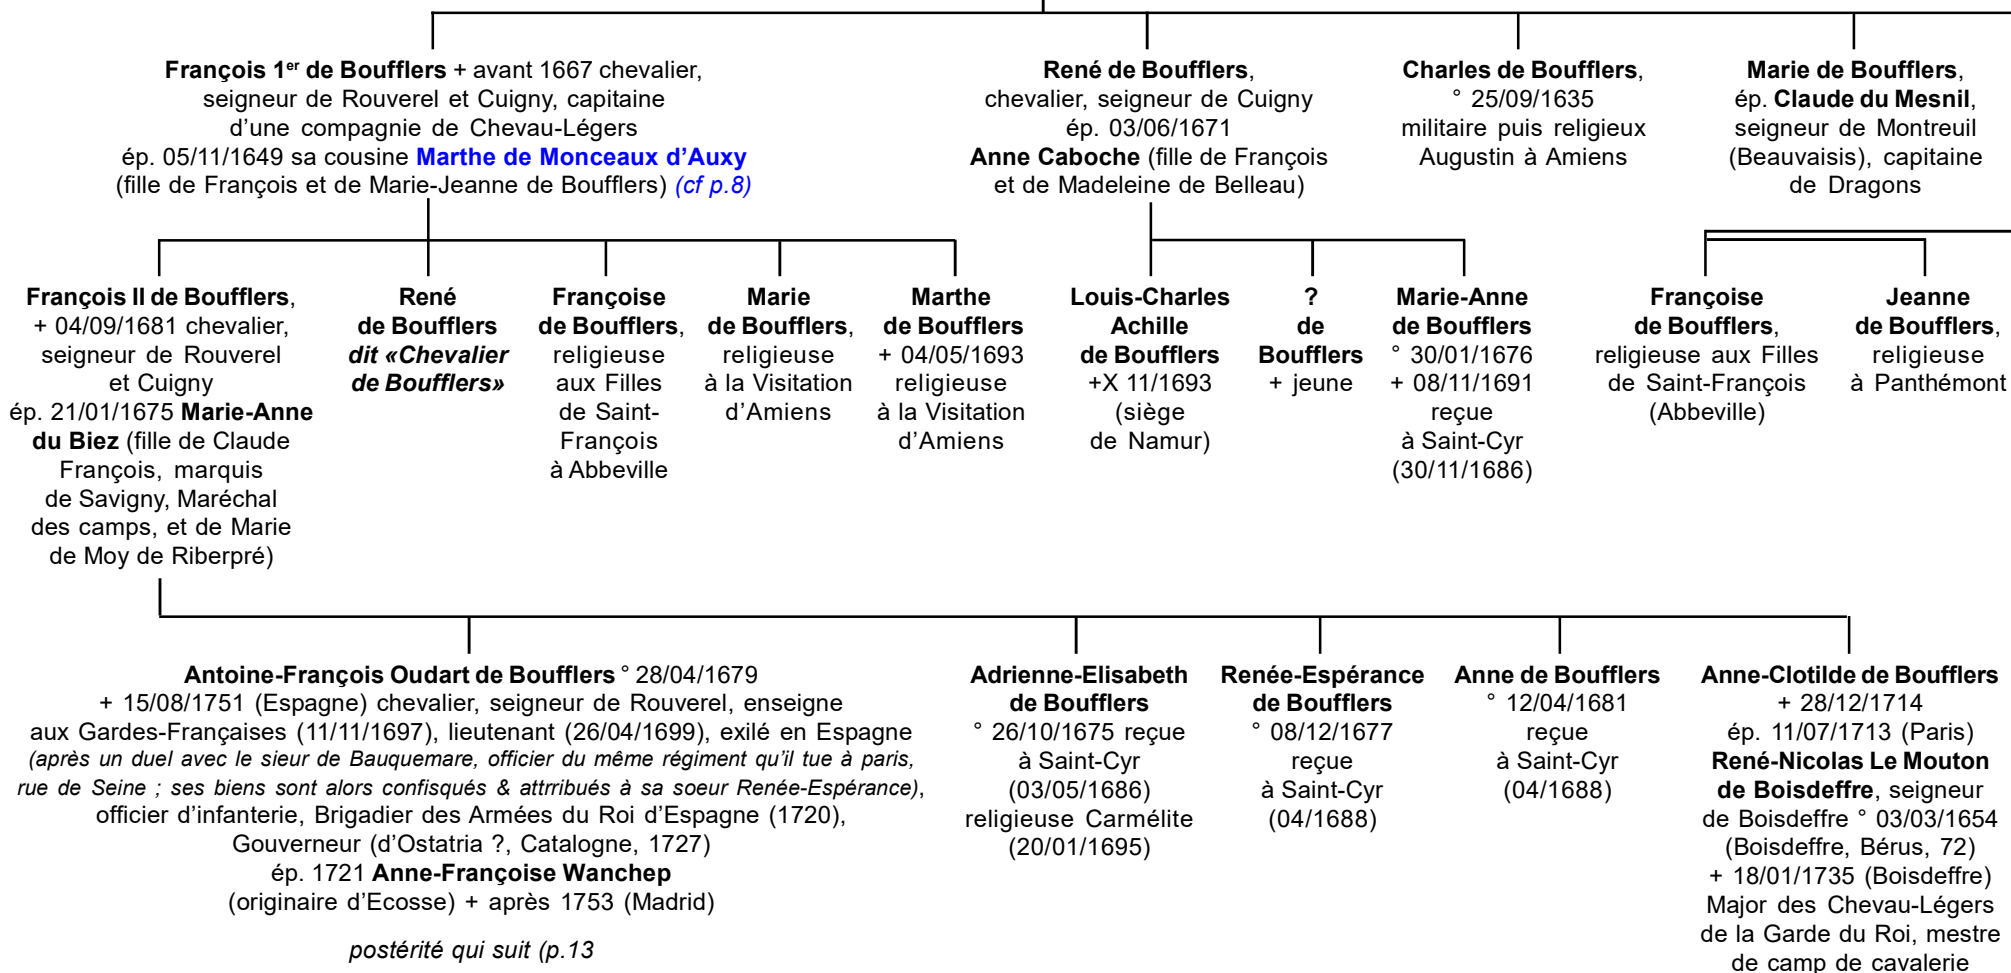 François 1er de Boufflers + avant 1667 chevalier,
seigneur de Rouverel et Cuigny, capitaine
d'une compagnie de Chevau-Légers
ép. 05/11/1649 sa cousine Marthe de Monceaux d'Auxy
(fille de François et de Marie-Jeanne de Boufflers) (cf p.8)
René de Boufflers,
chevalier, seigneur de Cuigny
ép. 03/06/1671
Anne Caboche (fille de François
et de Madeleine de Belleau)
Charles de Boufflers,
° 25/09/1635
militaire puis religieux
Augustin à Amiens
Marie de Boufflers,
ép. Claude du Mesnil,
seigneur de Montreuil
(Beauvaisis), capitaine
de Dragons
François II de Boufflers,
+ 04/09/1681 chevalier,
seigneur de Rouverel
et Cuigny
ép. 21/01/1675 Marie-Anne
du Biez (fille de Claude
François, marquis
de Savigny, Maréchal
des camps, et de Marie
de Moy de Riberpré)
René
de Boufflers
dit «Chevalier
de Boufflers»
Françoise
de Boufflers,
religieuse
aux Filles
de Saint-
François
à Abbeville
Marie
de Boufflers,
religieuse
à la Visitation
d'Amiens
Marthe
de Boufflers
+ 04/05/1693
religieuse
à la Visitation
d'Amiens
Louis-Charles
Achille
de Boufflers
+X 11/1693
(siège
de Namur)
?
de
Boufflers
+ jeune
Marie-Anne
de Boufflers
° 30/01/1676
+ 08/11/1691
reçue
à Saint-Cyr
(30/11/1686)
Françoise
de Boufflers,
religieuse aux Filles
de Saint-François
(Abbeville)
Jeanne
de Boufflers,
religieuse
à Panthémont
Antoine-François Oudart de Boufflers ° 28/04/1679
+ 15/08/1751 (Espagne) chevalier, seigneur de Rouverel, enseigne
aux Gardes-Françaises (11/11/1697), lieutenant (26/04/1699), exilé en Espagne
(après un duel avec le sieur de Bauquemare, officier du même régiment qu'il tue à paris,
rue de Seine ; ses biens sont alors confisqués & attrribués à sa soeur Renée-Espérance),
officier d'infanterie, Brigadier des Armées du Roi d'Espagne (1720),
Gouverneur (d'Ostatria ?, Catalogne, 1727)
ép. 1721 Anne-Françoise Wanchep
(originaire d'Ecosse) + après 1753 (Madrid)
postérité qui suit (p.13
Adrienne-Elisabeth
de Boufflers
° 26/10/1675 reçue
à Saint-Cyr
(03/05/1686)
religieuse Carmélite
(20/01/1695)
Renée-Espérance
de Boufflers
° 08/12/1677
reçue
à Saint-Cyr
(04/1688)
Anne de Boufflers
° 12/04/1681
reçue
à Saint-Cyr
(04/1688)
Anne-Clotilde de Boufflers
+ 28/12/1714
ép. 11/07/1713 (Paris)
René-Nicolas Le Mouton
de Boisdeffre, seigneur
de Boisdeffre ° 03/03/1654
(Boisdeffre, Bérus, 72)
+ 18/01/1735 (Boisdeffre)
Major des Chevau-Légers
de la Garde du Roi, mestre
de camp de cavalerie